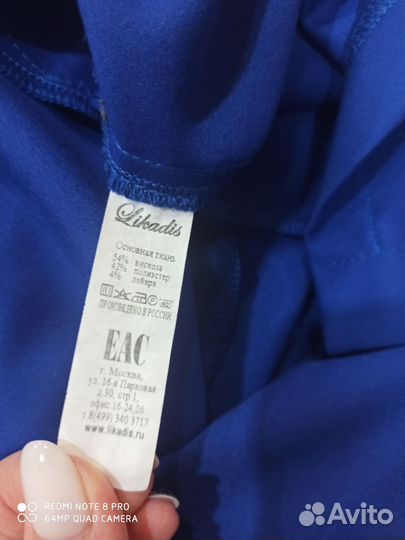 Likadis
Основная ткань
54% вискоза
42% полиэстер
4% лайкра
ПРОИЗВЕДЕНО В РОССИИ
EAC
г. Москва,
ул. 16-я Парковая
д.30, стр.1,
офис 16-24,26
т.8(499) 340 3717
www.likadis.ru
REDMI NOTE 8 PRO
64MP QUAD CAMERA
Avito